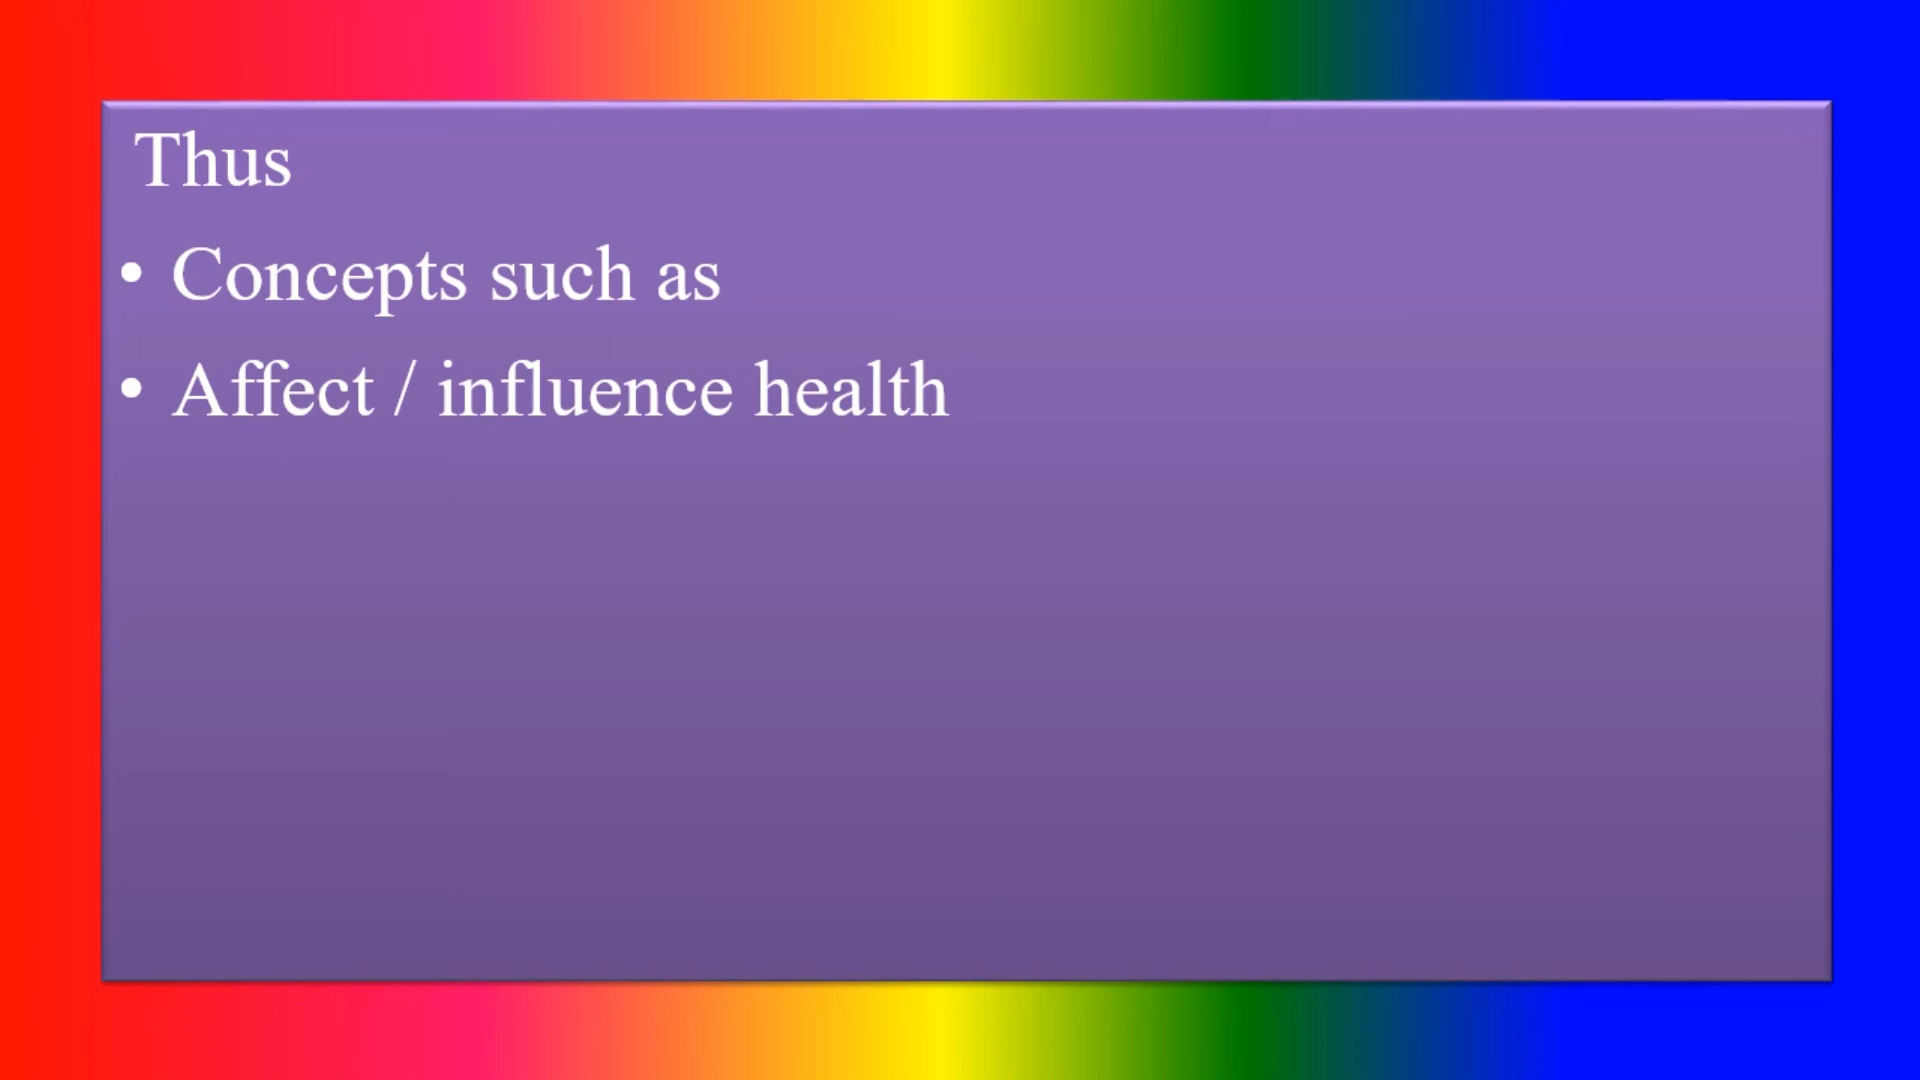 Thus
• Concepts such as
• Affect / influence health